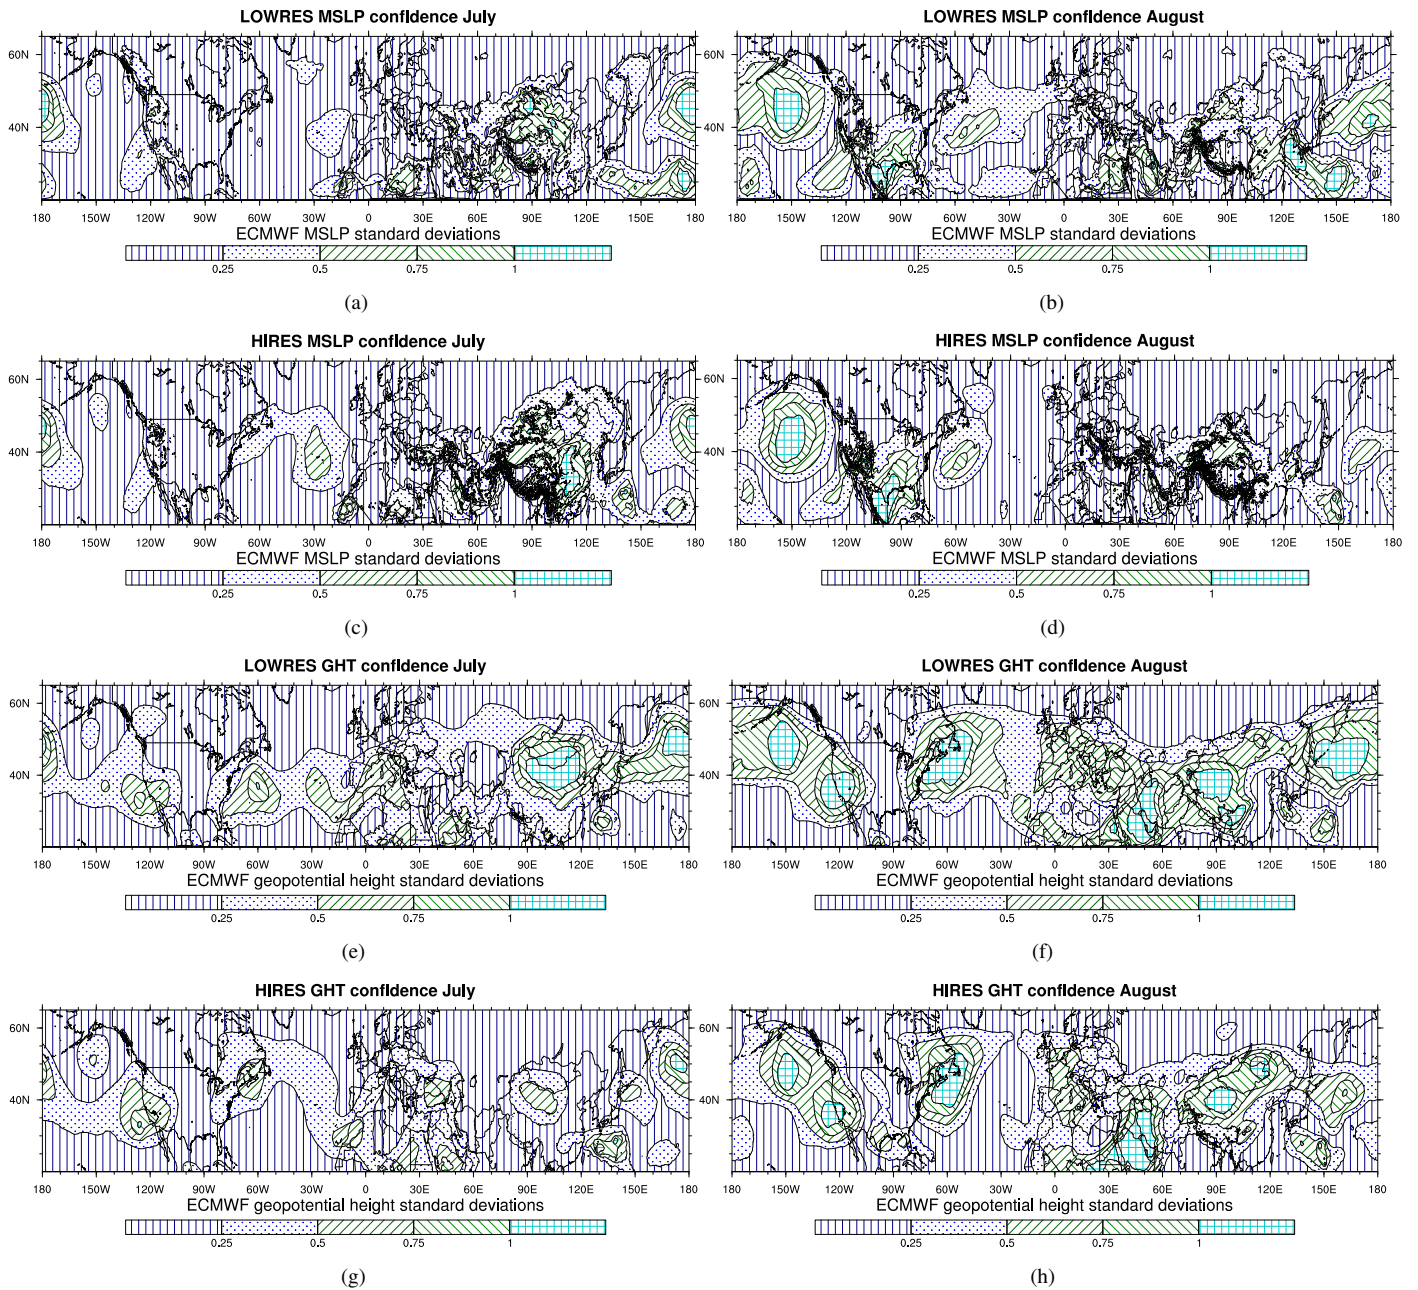 LOWRES MSLP confidence July
60N
40N
180 150W 120W 90W 60W 30W 0 30E 60E 90E 120E 150E 180
ECMWF MSLP standard deviations
0.25 0.5 0.75 1
(a)
LOWRES MSLP confidence August
60N
40N
180 150W 120W 90W 60W 30W 0 30E 60E 90E 120E 150E 180
ECMWF MSLP standard deviations
0.25 0.5 0.75 1
(b)
HIRES MSLP confidence July
60N
40N
180 150W 120W 90W 60W 30W 0 30E 60E 90E 120E 150E 180
ECMWF MSLP standard deviations
0.25 0.5 0.75 1
(c)
HIRES MSLP confidence August
60N
40N
180 150W 120W 90W 60W 30W 0 30E 60E 90E 120E 150E 180
ECMWF MSLP standard deviations
0.25 0.5 0.75 1
(d)
LOWRES GHT confidence July
60N
40N
180 150W 120W 90W 60W 30W 0 30E 60E 90E 120E 150E 180
ECMWF geopotential height standard deviations
0.25 0.5 0.75 1
(e)
LOWRES GHT confidence August
60N
40N
180 150W 120W 90W 60W 30W 0 30E 60E 90E 120E 150E 180
ECMWF geopotential height standard deviations
0.25 0.5 0.75 1
(f)
HIRES GHT confidence July
60N
40N
180 150W 120W 90W 60W 30W 0 30E 60E 90E 120E 150E 180
ECMWF geopotential height standard deviations
0.25 0.5 0.75 1
(g)
HIRES GHT confidence August
60N
40N
180 150W 120W 90W 60W 30W 0 30E 60E 90E 120E 150E 180
ECMWF geopotential height standard deviations
0.25 0.5 0.75 1
(h)